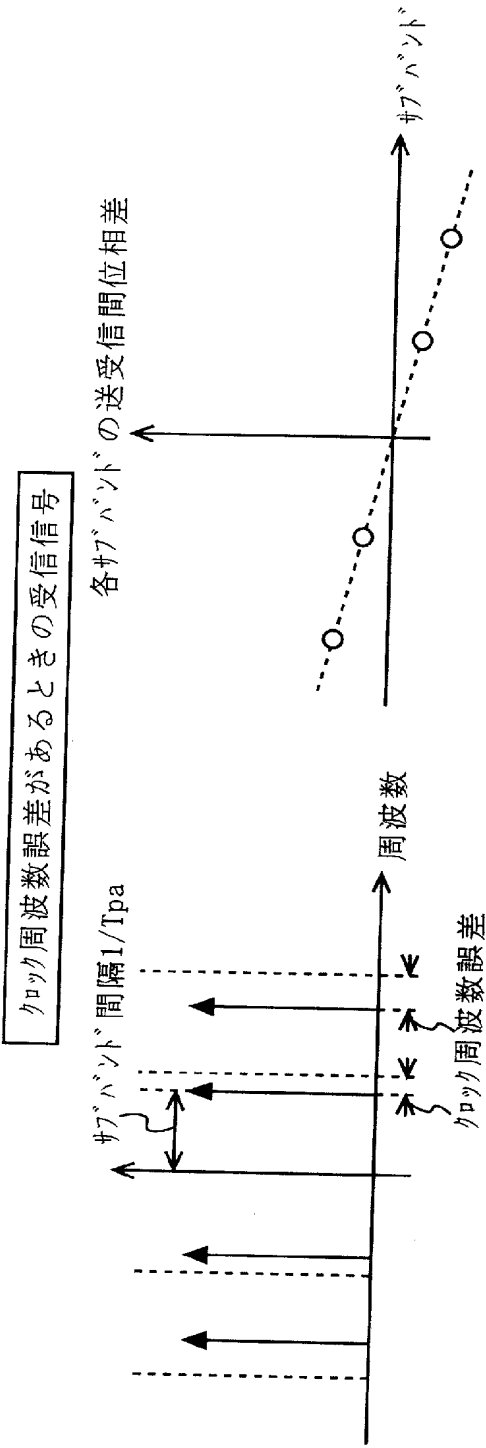 クロック周波数誤差があるときの受信信号
サブバンド間隔1/Tpa
周波数
クロック周波数誤差
各サブバンドの送受信間位相差
サブバンド